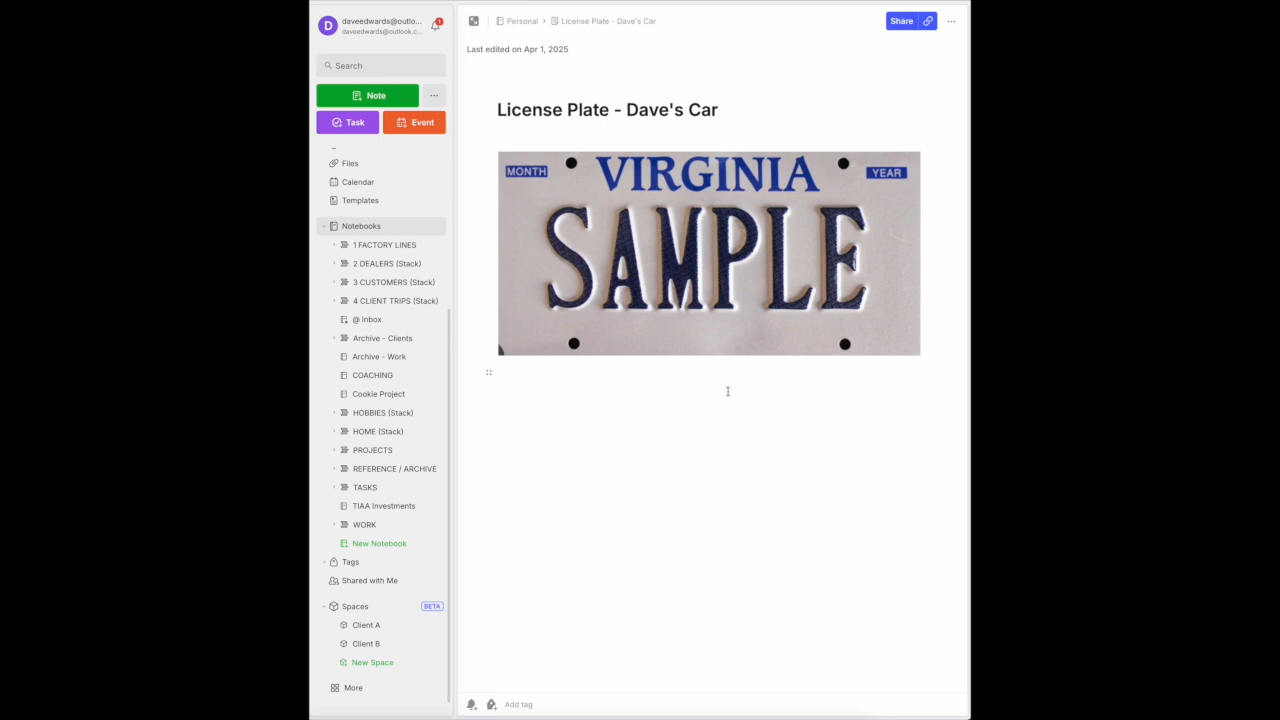 D
daveedwards@outlo...
daveedwards@outlook.c...
1
Search
Note
...
Task
Event
Files
Calendar
Templates
Notebooks
1 FACTORY LINES
2 DEALERS (Stack)
3 CUSTOMERS (Stack)
4 CLIENT TRIPS (Stack)
@ Inbox
Archive - Clients
Archive - Work
COACHING
Cookie Project
HOBBIES (Stack)
HOME (Stack)
PROJECTS
REFERENCE / ARCHIVE
TASKS
TIAA Investments
WORK
New Notebook
Tags
Shared with Me
Spaces BETA
Client A
Client B
New Space
More
Personal > License Plate - Dave's Car
Share
...
Last edited on Apr 1, 2025
License Plate - Dave's Car
MONTH VIRGINIA YEAR
SAMPLE
Add tag